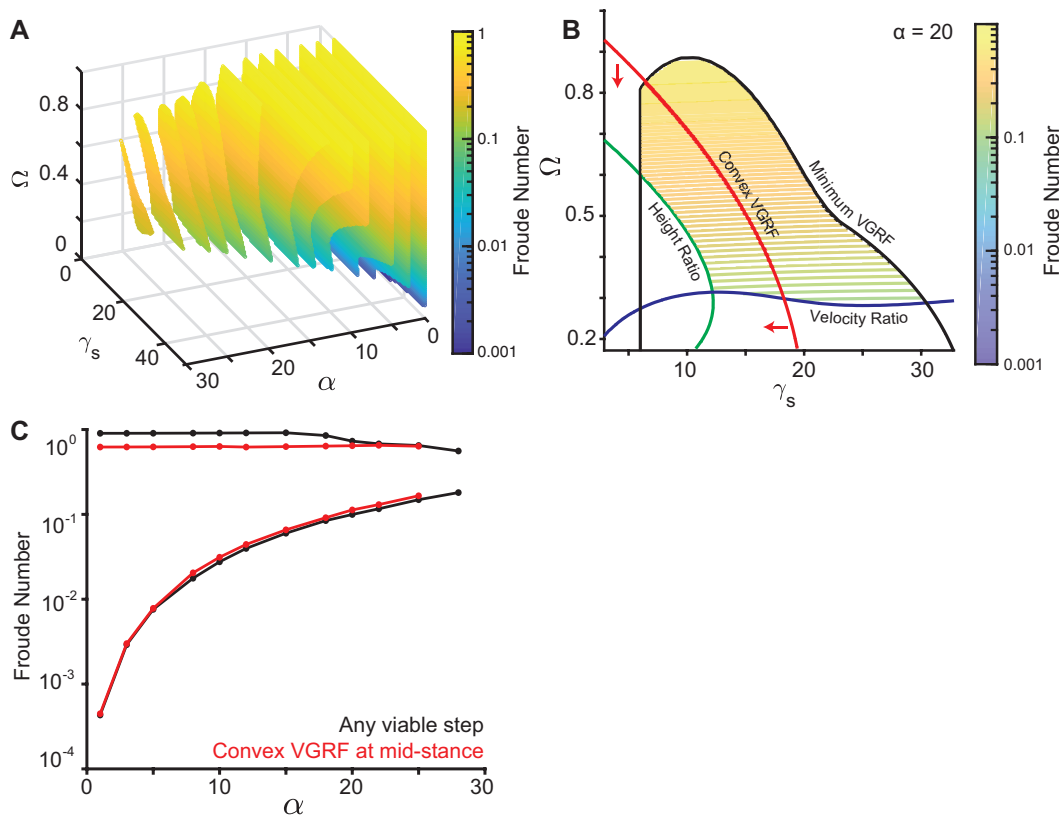 A
Ω
0.8
0.4
0
0
20
40
γs
30
20
10
0
α
1
0.1
0.01
0.001
Froude Number
B
α = 20
Ω
0.8
0.5
0.2
10
20
30
γs
Convex VGRF
Minimum VGRF
Height Ratio
Velocity Ratio
0.1
0.01
0.001
Froude Number
C
Froude Number
10^0
10^-1
10^-2
10^-3
10^-4
0
10
20
30
α
Any viable step
Convex VGRF at mid-stance